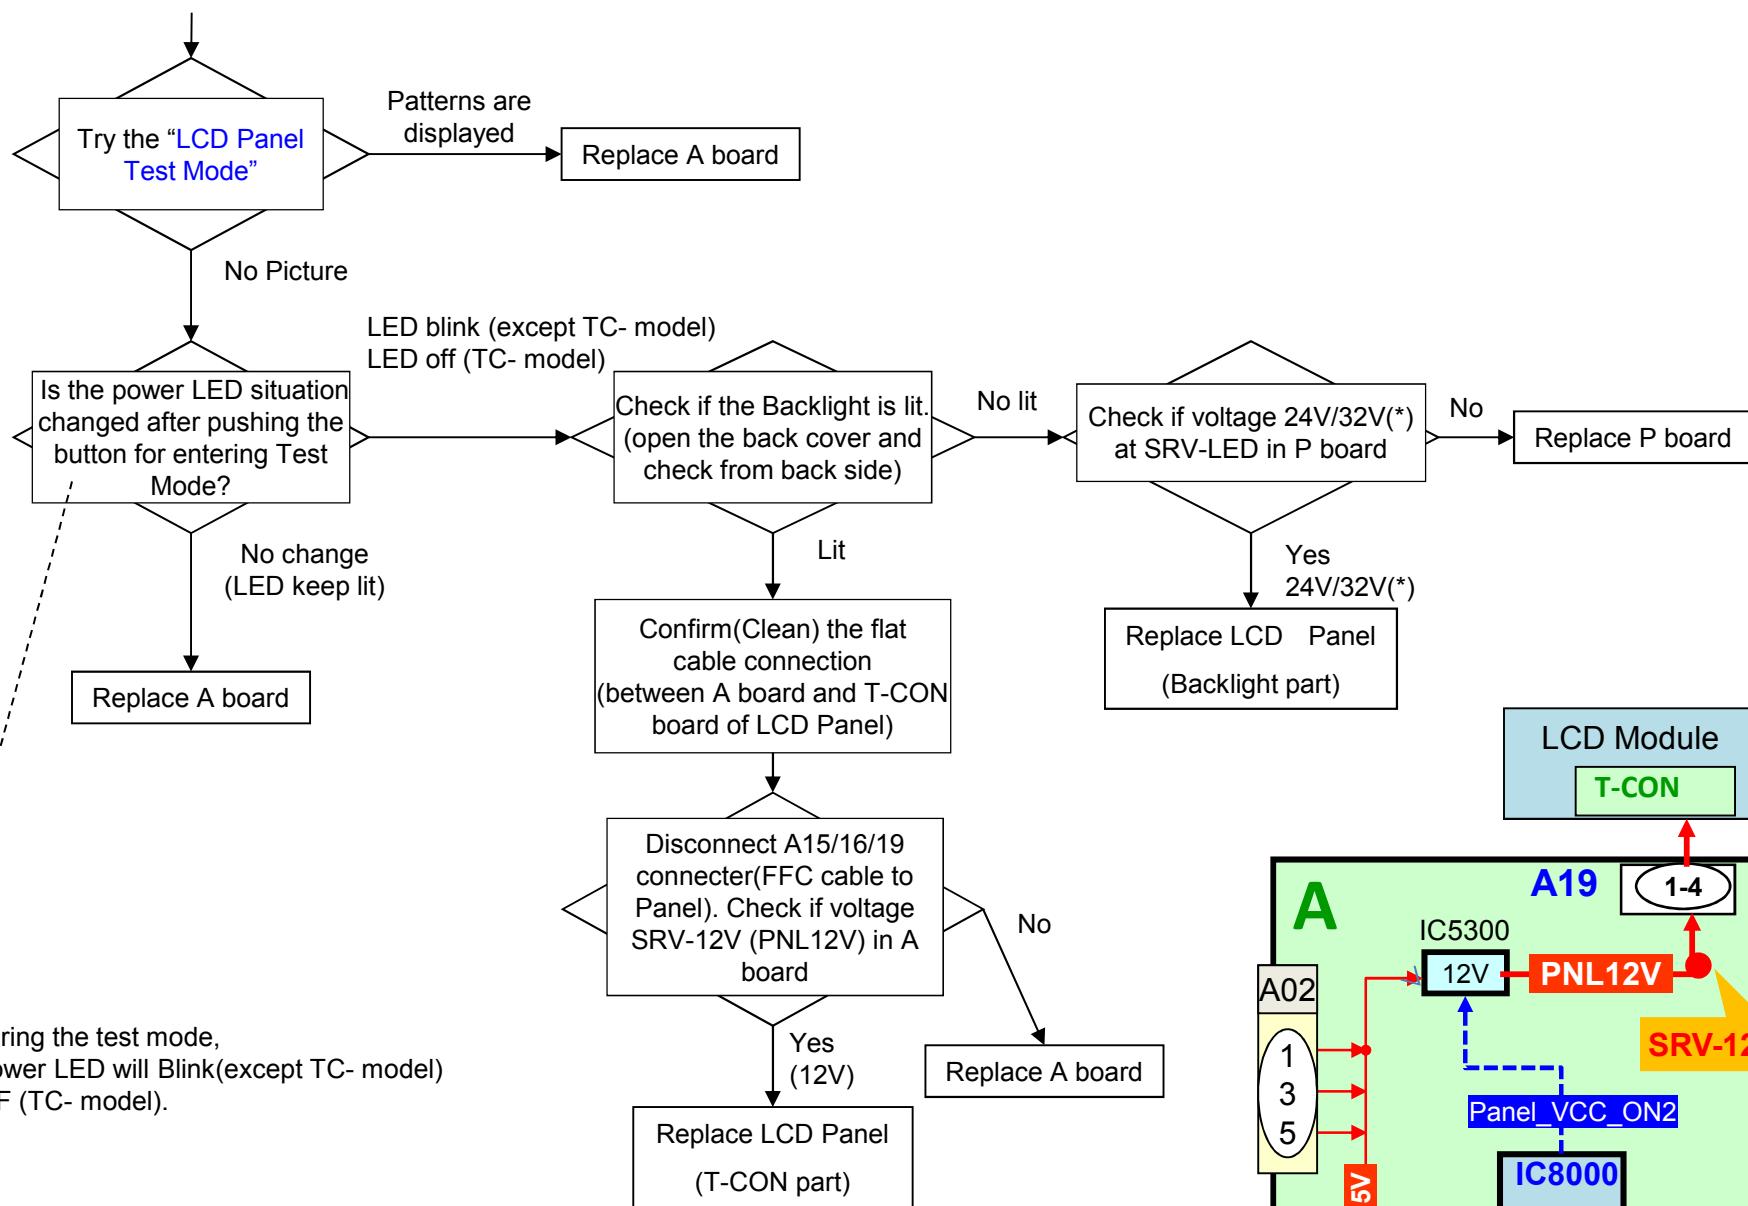 Try the “LCD Panel
Test Mode”
Patterns are
displayed
Replace A board
No Picture
LED blink (except TC- model)
LED off (TC- model)
Is the power LED situation
changed after pushing the
button for entering Test
Mode?
Check if the Backlight is lit.
(open the back cover and
check from back side)
No lit
Check if voltage 24V/32V(*)
at SRV-LED in P board
No
Replace P board
No change
(LED keep lit)
Replace A board
Lit
Yes
24V/32V(*)
Replace LCD Panel
(Backlight part)
Confirm(Clean) the flat
cable connection
(between A board and T-CON
board of LCD Panel)
Disconnect A15/16/19
connecter(FFC cable to
Panel). Check if voltage
SRV-12V (PNL12V) in A
board
No
Replace A board
Yes
(12V)
Replace LCD Panel
(T-CON part)
ring the test mode,
ower LED will Blink(except TC- model)
F (TC- model).
LCD Module
T-CON
A
A19
1-4
IC5300
12V
PNL12V
SRV-12
A02
1
3
5
Panel_VCC_ON2
IC8000
5V